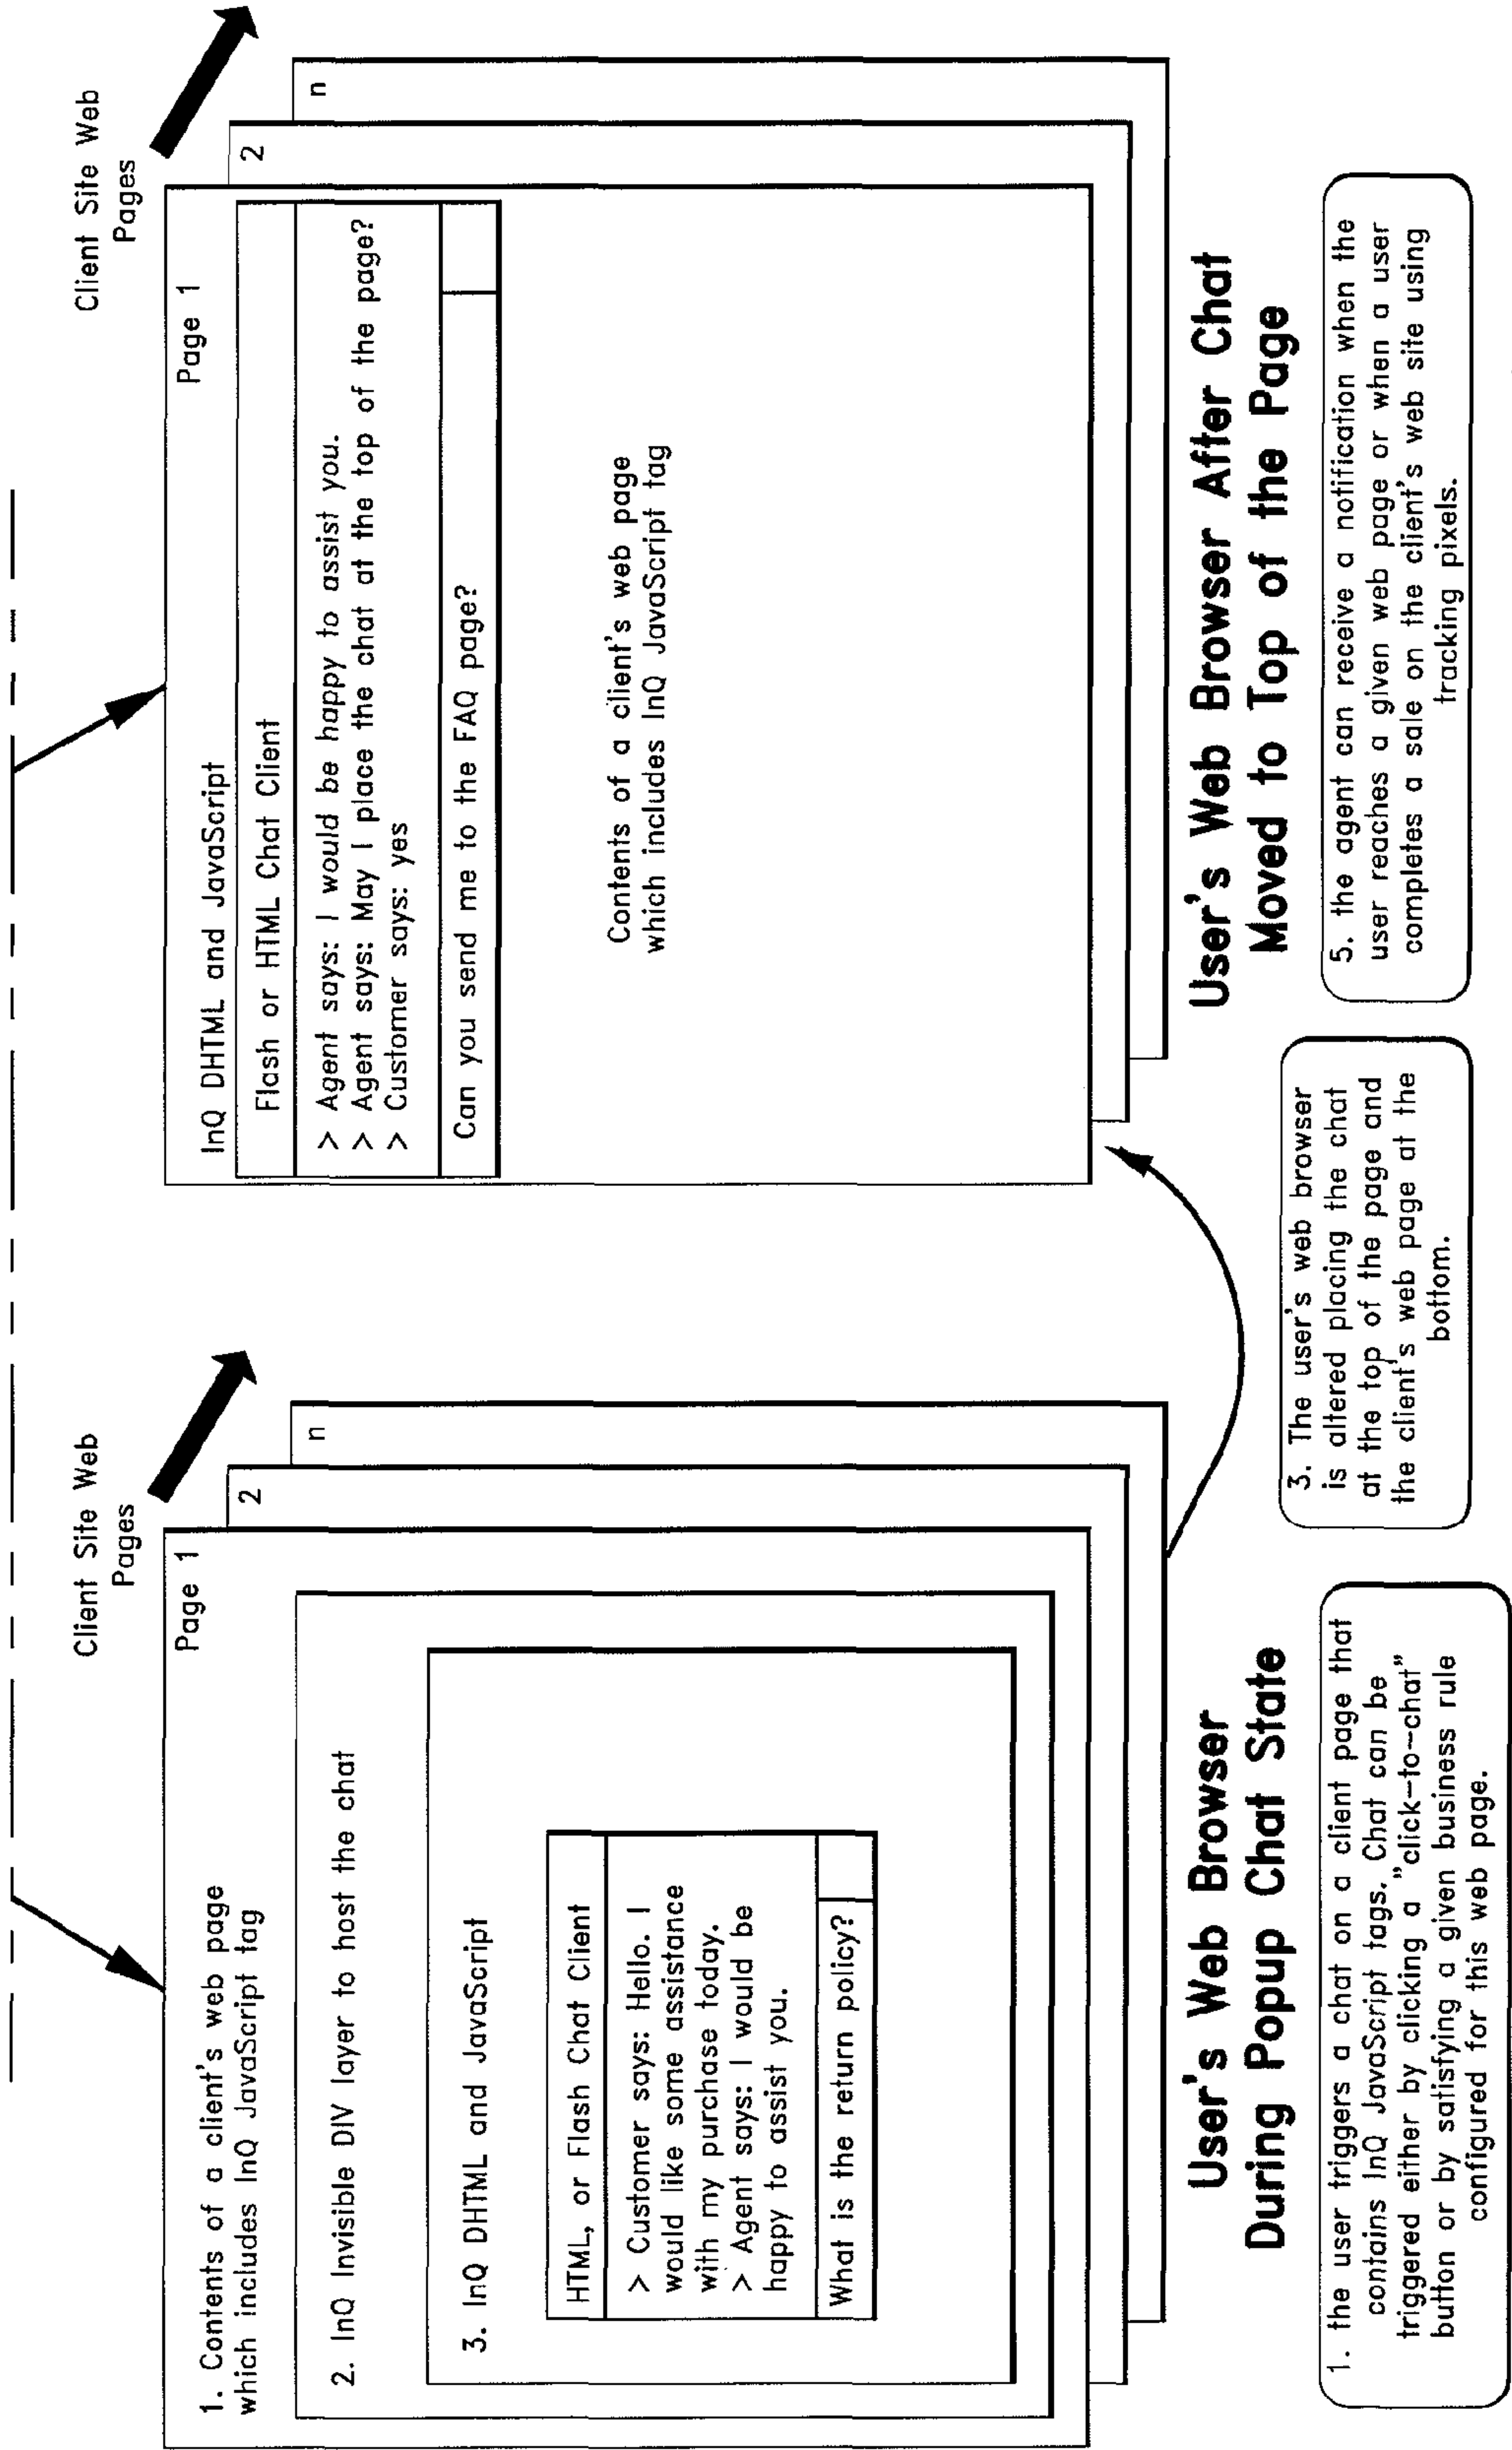 Client Site Web
Pages
Page 1
2
n
1. Contents of a client's web page
which includes InQ JavaScript tag
2. InQ Invisible DIV layer to host the chat
3. InQ DHTML and JavaScript
HTML, or Flash Chat Client
> Customer says: Hello. I
would like some assistance
with my purchase today.
> Agent says: I would be
happy to assist you.
What is the return policy?
User's Web Browser
During Popup Chat State
1. the user triggers a chat on a client page that
contains InQ JavaScript tags. Chat can be
triggered either by clicking a "click-to-chat"
button or by satisfying a given business rule
configured for this web page.
3. The user's web browser
is altered placing the chat
at the top of the page and
the client's web page at the
bottom.
Client Site Web
Pages
Page 1
2
n
InQ DHTML and JavaScript
Flash or HTML Chat Client
> Agent says: I would be happy to assist you.
> Agent says: May I place the chat at the top of the page?
> Customer says: yes
Can you send me to the FAQ page?
Contents of a client's web page
which includes InQ JavaScript tag
User's Web Browser After Chat
Moved to Top of the Page
5. the agent can receive a notification when the
user reaches a given web page or when a user
completes a sale on the client's web site using
tracking pixels.